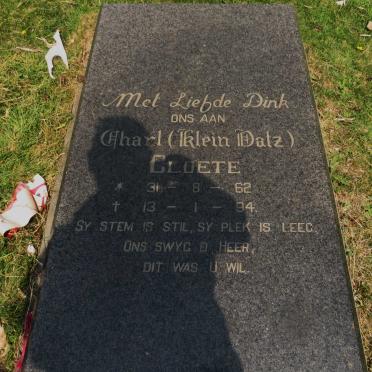 Met Liefde Dink
ONS AAN
Charl (Klein Dalz)
CLOETE
* 31 - 8 - 62
† 13 - 1 - 94.
SY STEM IS STIL, SY PLEK IS LEEG.
ONS SWYG O HEER,
DIT WAS U WIL.